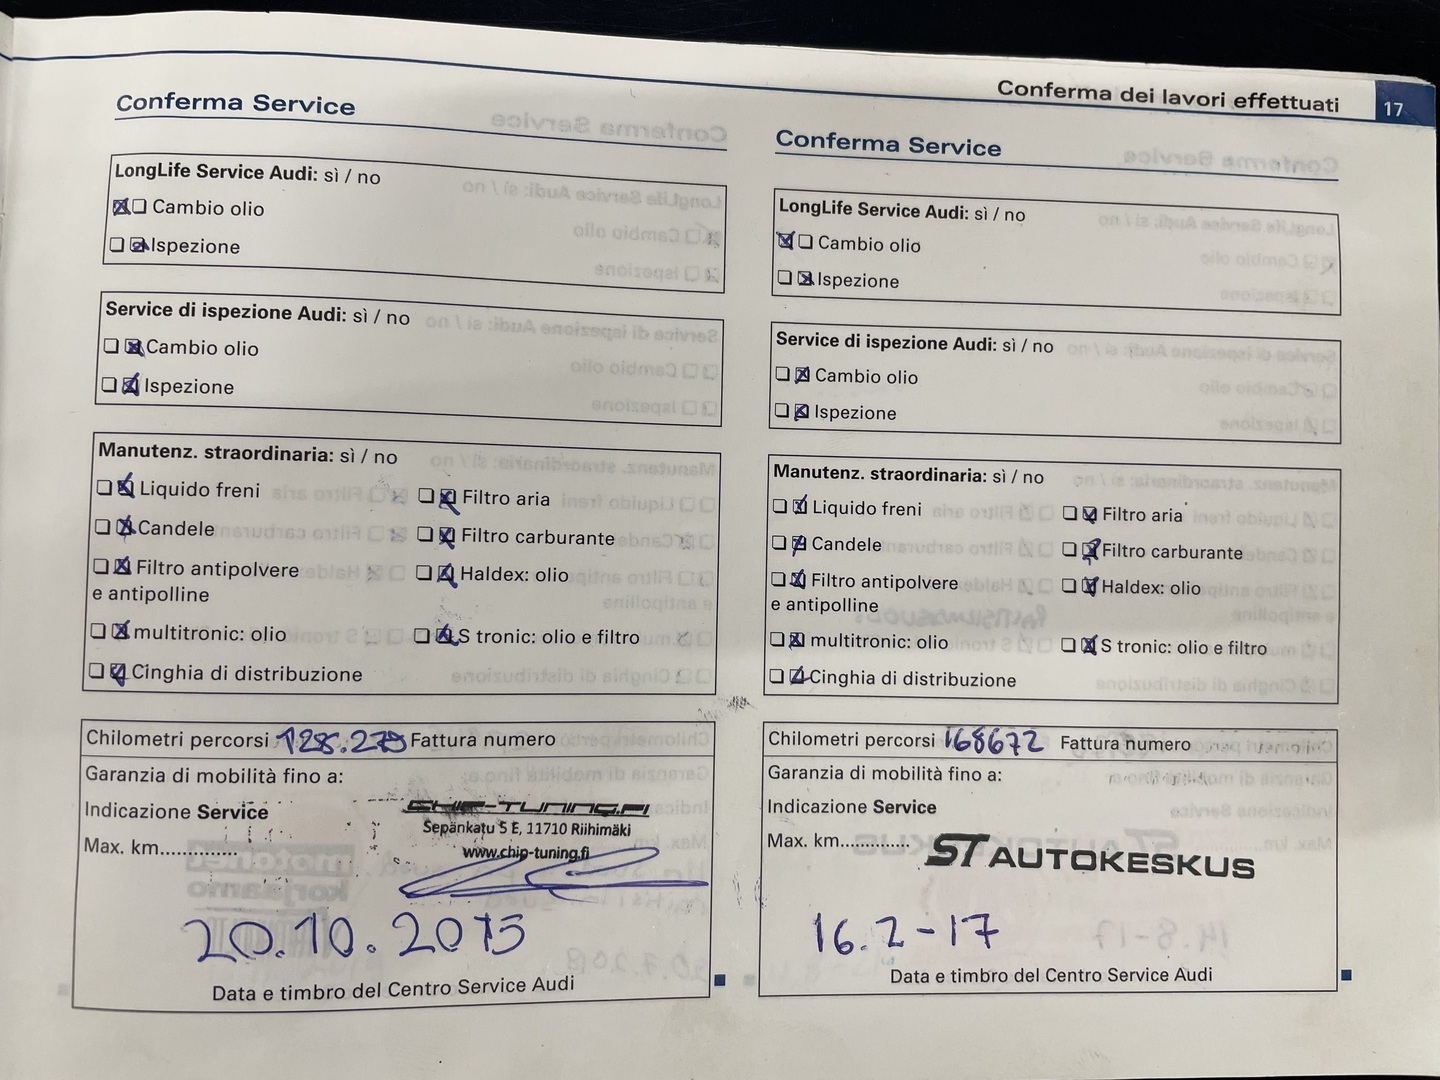 Conferma dei lavori effettuati 17
Conferma Service
LongLife Service Audi: sì / no
Cambio olio
Ispezione
Service di ispezione Audi: sì / no
Cambio olio
Ispezione
Manutenz. straordinaria: sì / no
Liquido freni
Filtro aria
Candele
Filtro carburante
Filtro antipolvere
e antipolline
Haldex: olio
multitronic: olio
S tronic: olio e filtro
Cinghia di distribuzione
Chilometri percorsi 128.275 Fattura numero
Garanzia di mobilità fino a:
Indicazione Service
Max. km..............
CHIP-TUNING.FI
Sepänkatu 5 E, 11710 Riihimäki
www.chip-tuning.fi
20.10.2015
Data e timbro del Centro Service Audi
Conferma Service
LongLife Service Audi: sì / no
Cambio olio
Ispezione
Service di ispezione Audi: sì / no
Cambio olio
Ispezione
Manutenz. straordinaria: sì / no
Liquido freni
Filtro aria
Candele
Filtro carburante
Filtro antipolvere
e antipolline
Haldex: olio
multitronic: olio
S tronic: olio e filtro
Cinghia di distribuzione
Chilometri percorsi 168672 Fattura numero
Garanzia di mobilità fino a:
Indicazione Service
Max. km.............
ST AUTOKESKUS
16.2-17
Data e timbro del Centro Service Audi